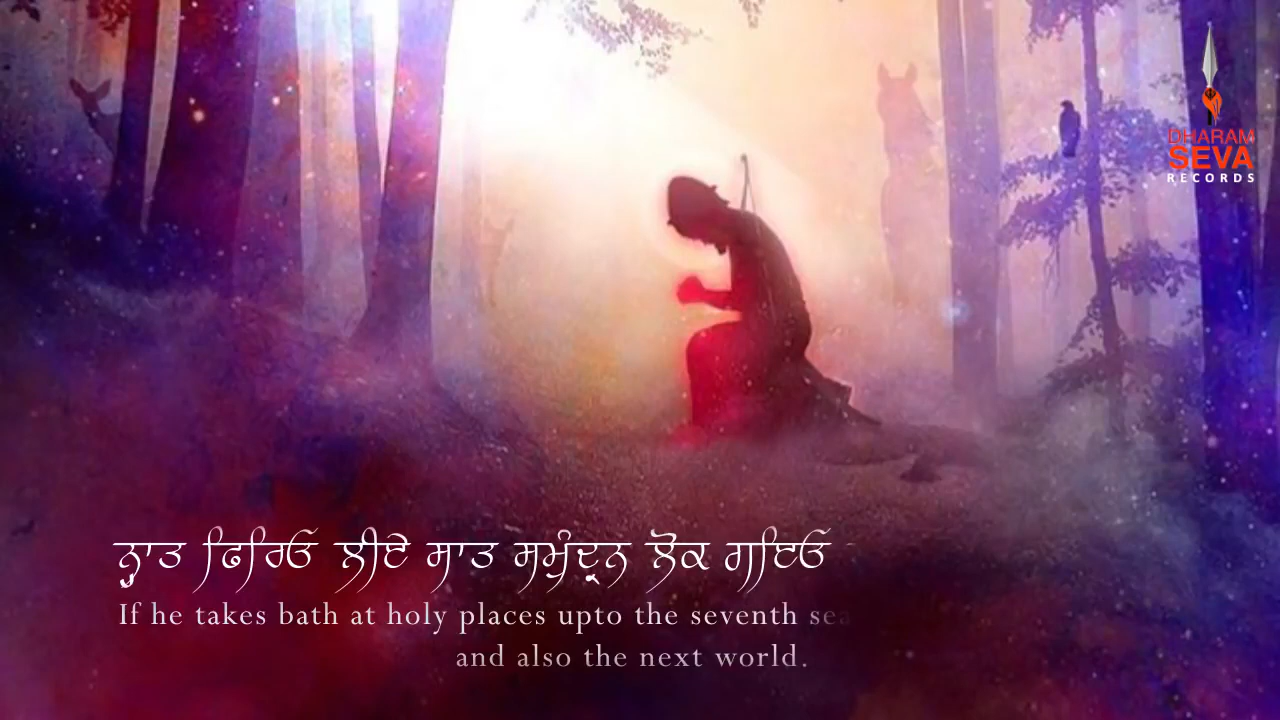 DHARAM
SEVA
RECORDS
ਨ੍ਹਾਤ ਫਿਰਿਓ ਲੀਏ ਸਾਤ ਸਮੁੰਦ੍ਰਨ ਲੋਕ ਗਇਓ
If he takes bath at holy places upto the seventh sea
and also the next world.